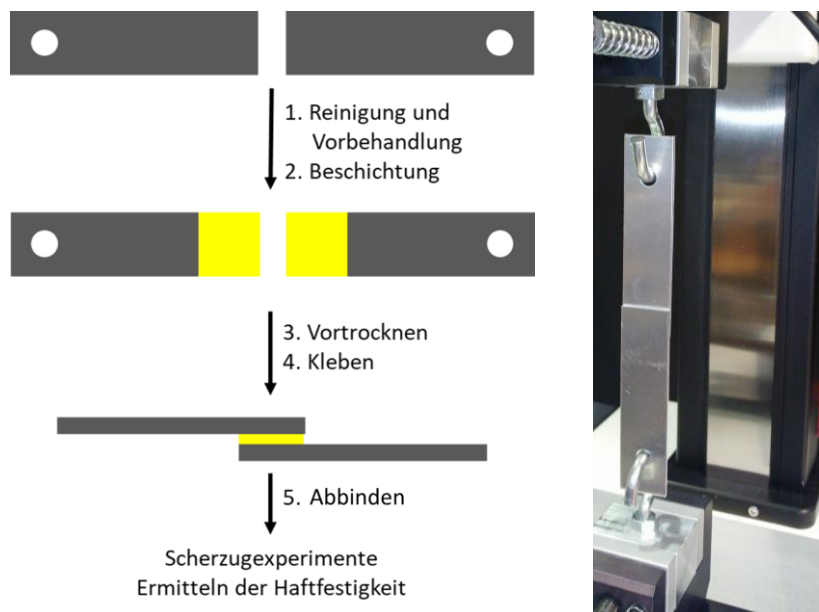 1. Reinigung und
Vorbehandlung
2. Beschichtung
3. Vortrocknen
4. Kleben
5. Abbinden
Scherzugexperimente
Ermitteln der Haftfestigkeit